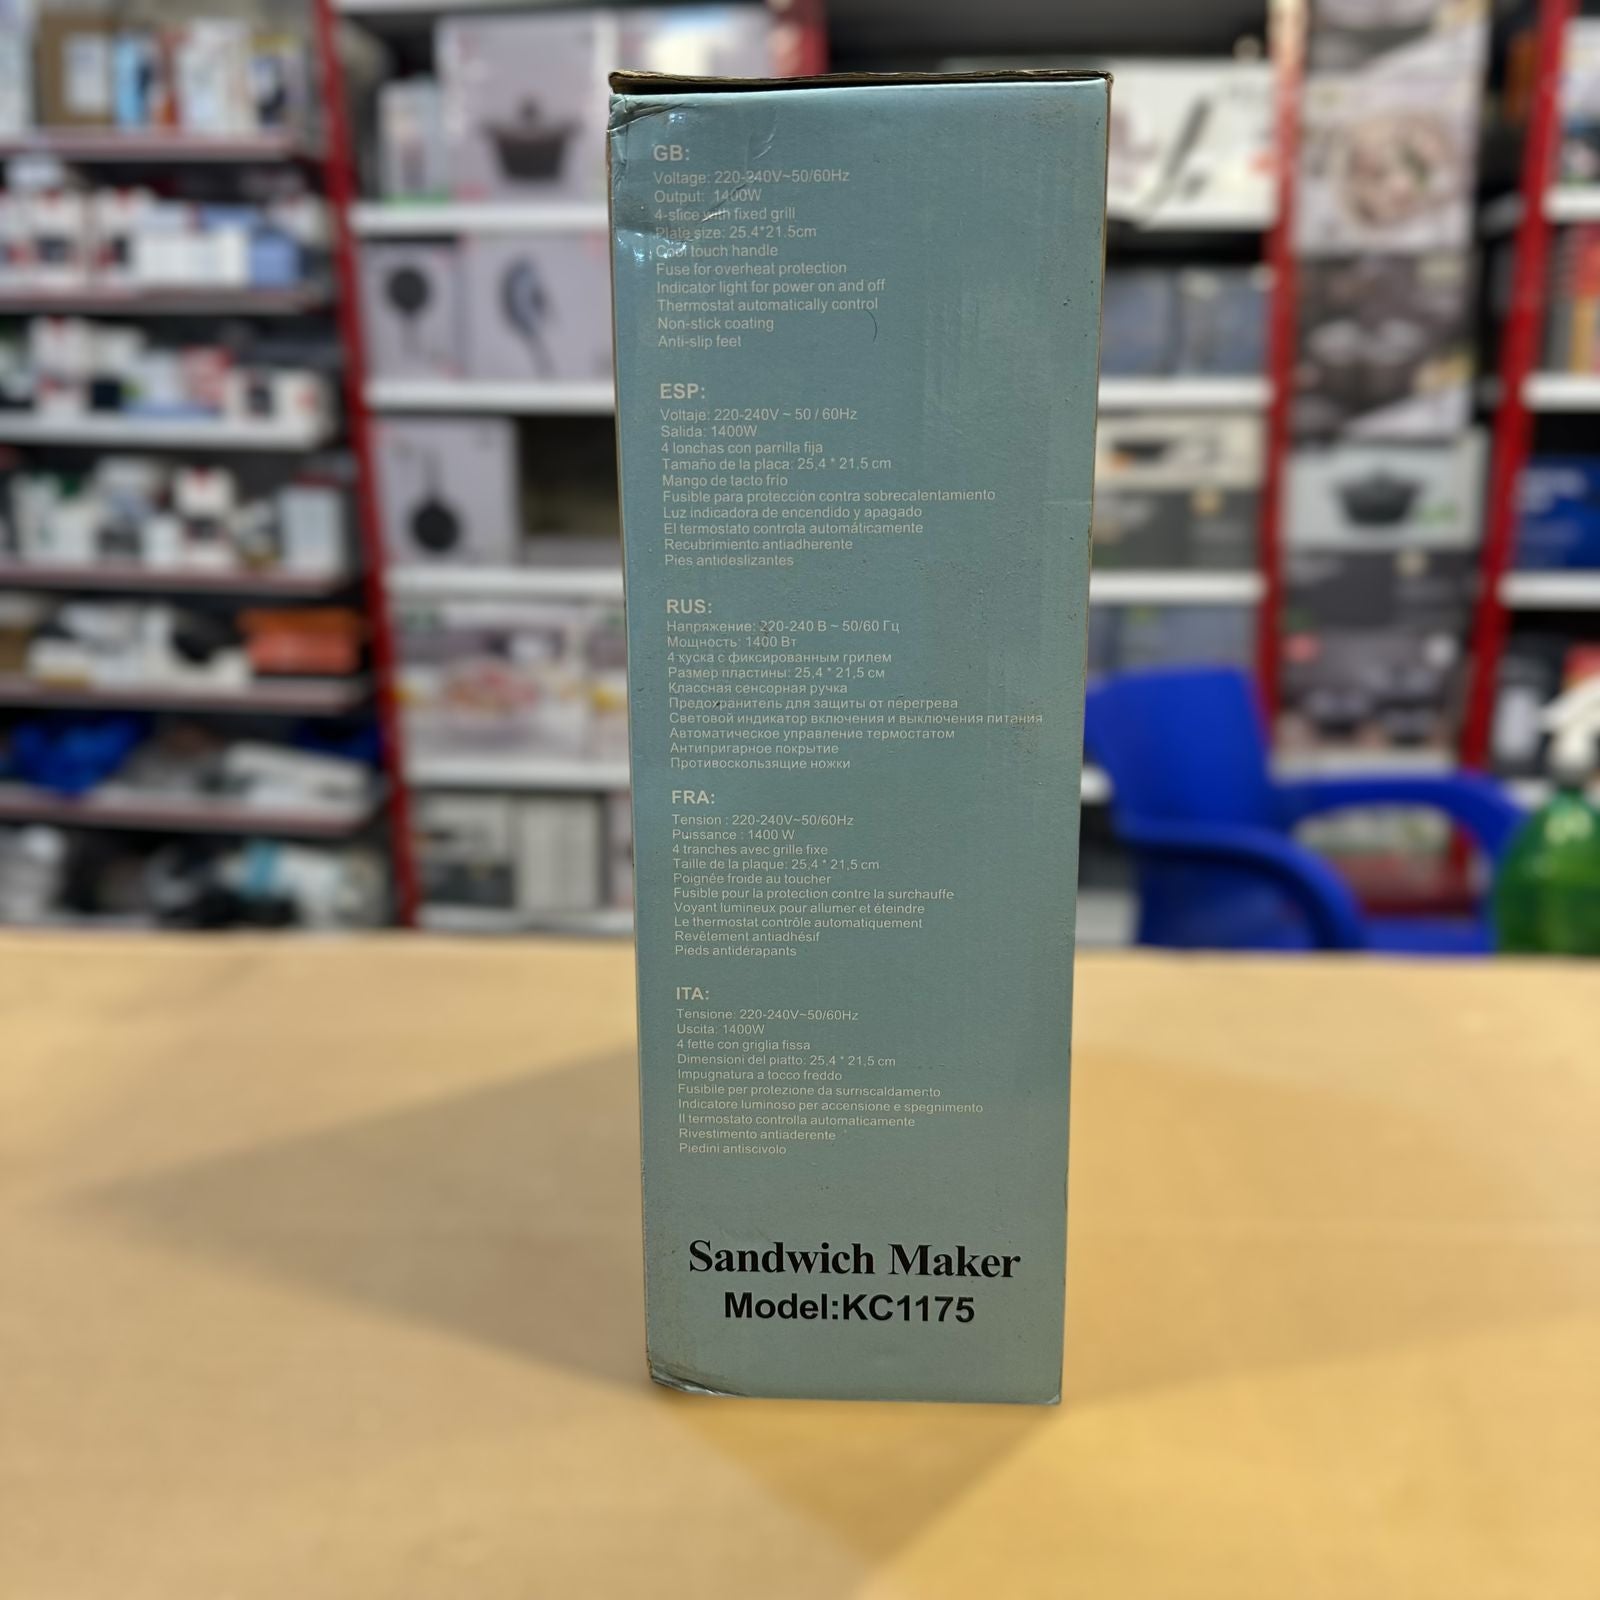 GB:
Voltage: 220-240V~50/60Hz
Output: 1400W
4-slice with fixed grill
Plate size: 25.4*21.5cm
Cool touch handle
Fuse for overheat protection
Indicator light for power on and off
Thermostat automatically control
Non-stick coating
Anti-slip feet
ESP:
Voltaje: 220-240V ~ 50 / 60Hz
Salida: 1400W
4 lonchas con parrilla fija
Tamaño de la placa: 25,4 * 21,5 cm
Mango de tacto frio
Fusible para protección contra sobrecalentamiento
Luz indicadora de encendido y apagado
El termostato controla automáticamente
Recubrimiento antiadherente
Pies antideslizantes
RUS:
Напряжение: 220-240 В ~ 50/60 Гц
Мощность: 1400 Вт
4 куска с фиксированным грилем
Размер пластины: 25,4 * 21,5 см
Классная сенсорная ручка
Предохранитель для защиты от перегрева
Световой индикатор включения и выключения питания
Автоматическое управление термостатом
Антипригарное покрытие
Противоскользящие ножки
FRA:
Tension : 220-240V~50/60Hz
Puissance : 1400 W
4 tranches avec grille fixe
Taille de la plaque: 25,4 * 21,5 cm
Poignée froide au toucher
Fusible pour la protection contre la surchauffe
Voyant lumineux pour allumer et éteindre
Le thermostat contrôle automatiquement
Revêtement antiadhésif
Pieds antidérapants
ITA:
Tensione: 220-240V~50/60Hz
Uscita: 1400W
4 fette con griglia fissa
Dimensioni del piatto: 25,4 * 21,5 cm
Impugnatura a tocco freddo
Fusibile per protezione da surriscaldamento
Indicatore luminoso per accensione e spegnimento
Il termostato controlla automaticamente
Rivestimento antiaderente
Piedini antiscivolo
Sandwich Maker
Model:KC1175